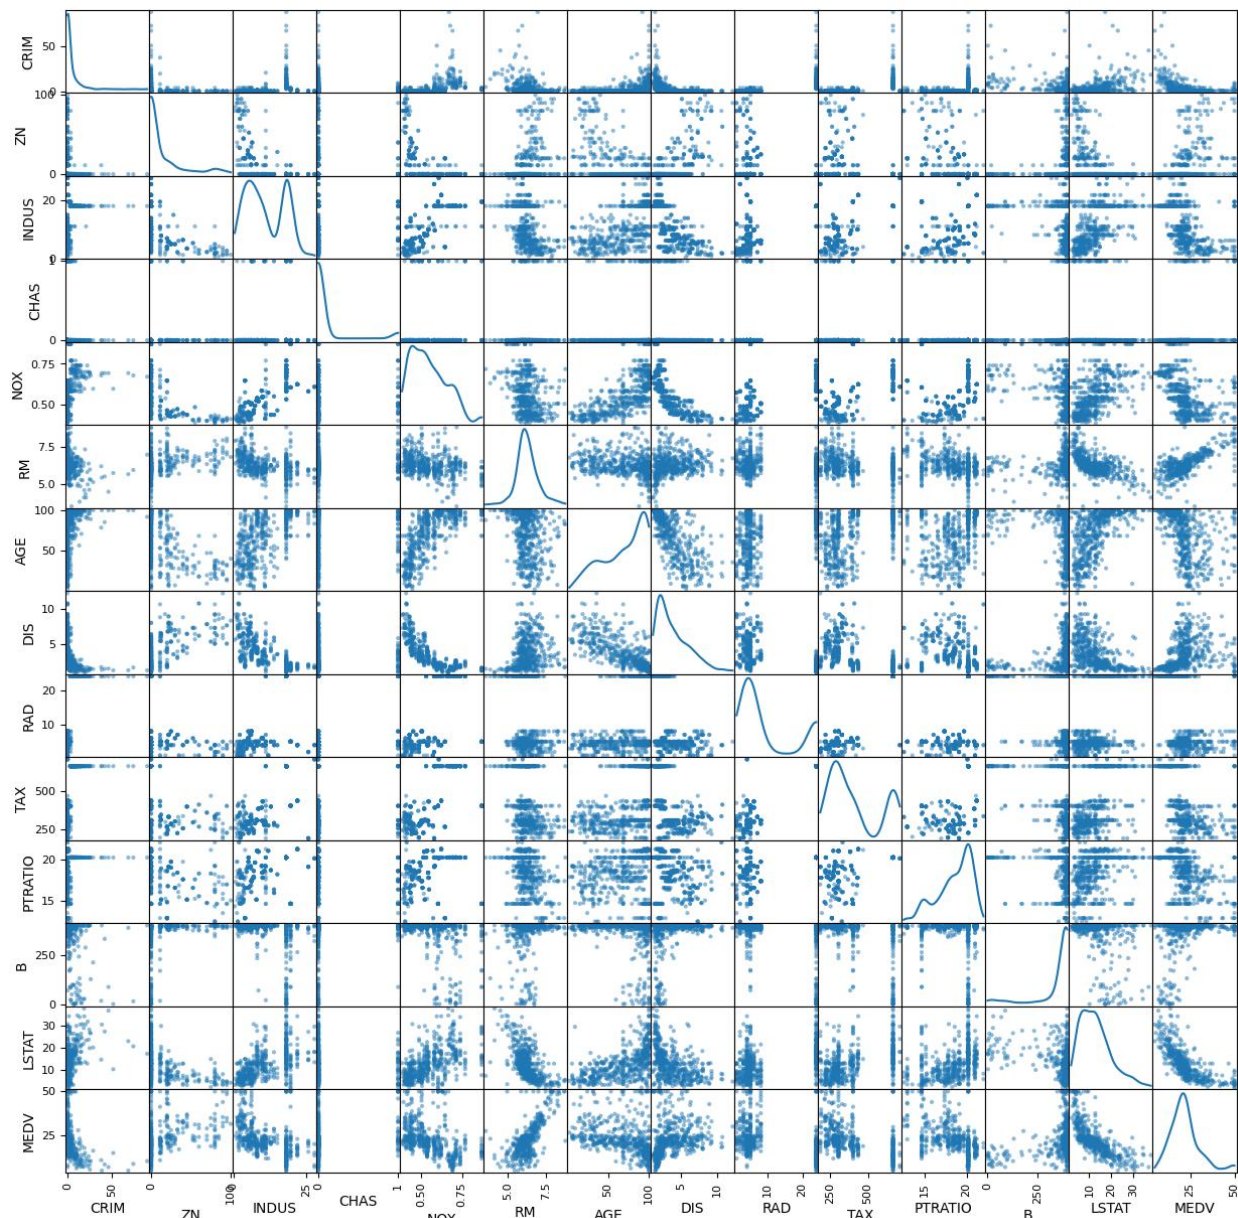 CRIM 50 0
ZN 100 0
INDUS 20 0
CHAS 1 0
NOX 0.75 0.50
RM 7.5 5.0
AGE 100 50
DIS 10 5
RAD 20 10
TAX 500 250
PTRATIO 20 15
B 250 0
LSTAT 30 20 10
MEDV 50 25
0 50 0 100 0 25 0 1 0.50 0.75 5.0 7.5 50 100 5 10 10 20 250 500 15 20 0 250 10 20 30 25 50
CRIM ZN INDUS CHAS NOX RM AGE DIS RAD TAX PTRATIO B LSTAT MEDV